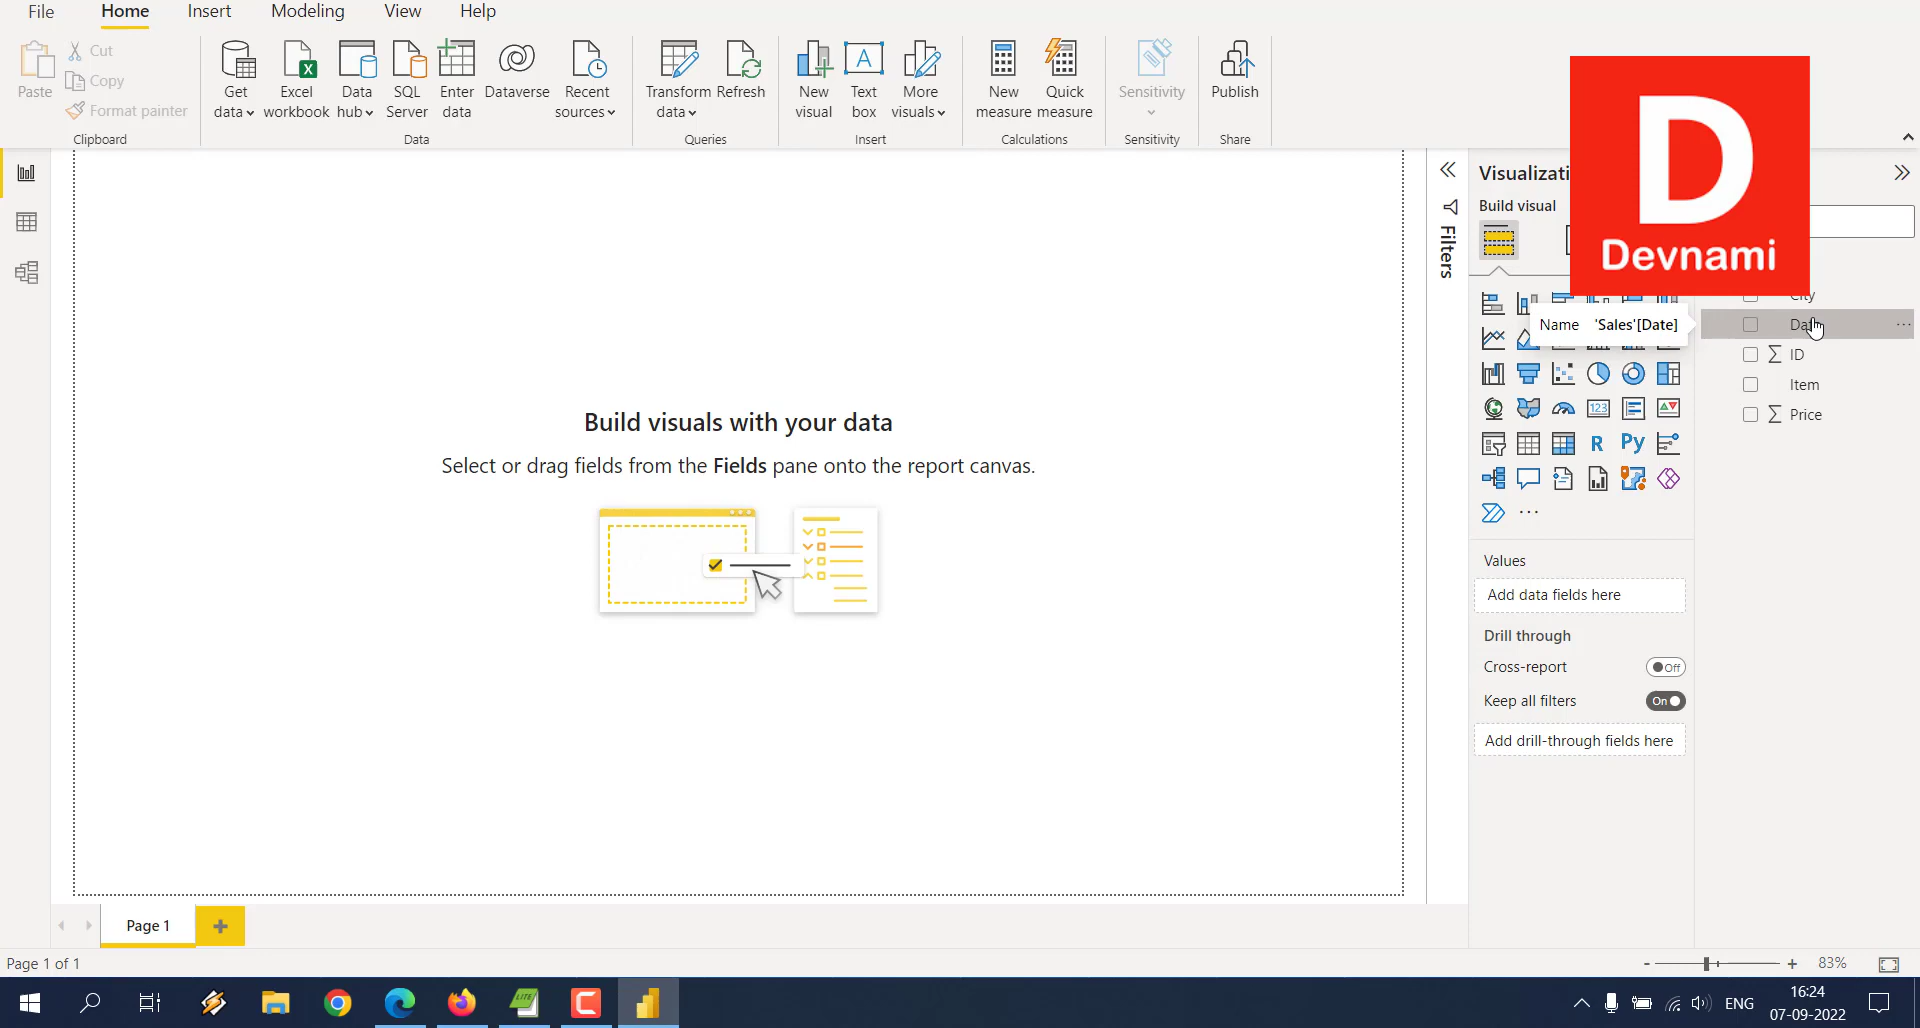 File Home Insert Modeling View Help
Paste
Cut
Copy
Format painter
Clipboard
Get data
Excel workbook
Data hub
SQL Server
Enter data
Dataverse
Recent sources
Data
Transform data
Refresh
Queries
New visual
Text box
More visuals
Insert
New measure
Quick measure
Calculations
Sensitivity
Sensitivity
Publish
Share
D
Devnami
Build visuals with your data
Select or drag fields from the Fields pane onto the report canvas.
Filters
Visualizati
Build visual
Name 'Sales'[Date]
123
R
Py
Values
Add data fields here
Drill through
Cross-report Off
Keep all filters On
Add drill-through fields here
City
ID
Item
Price
Page 1
Page 1 of 1
83%
LITE
ENG
16:24
07-09-2022